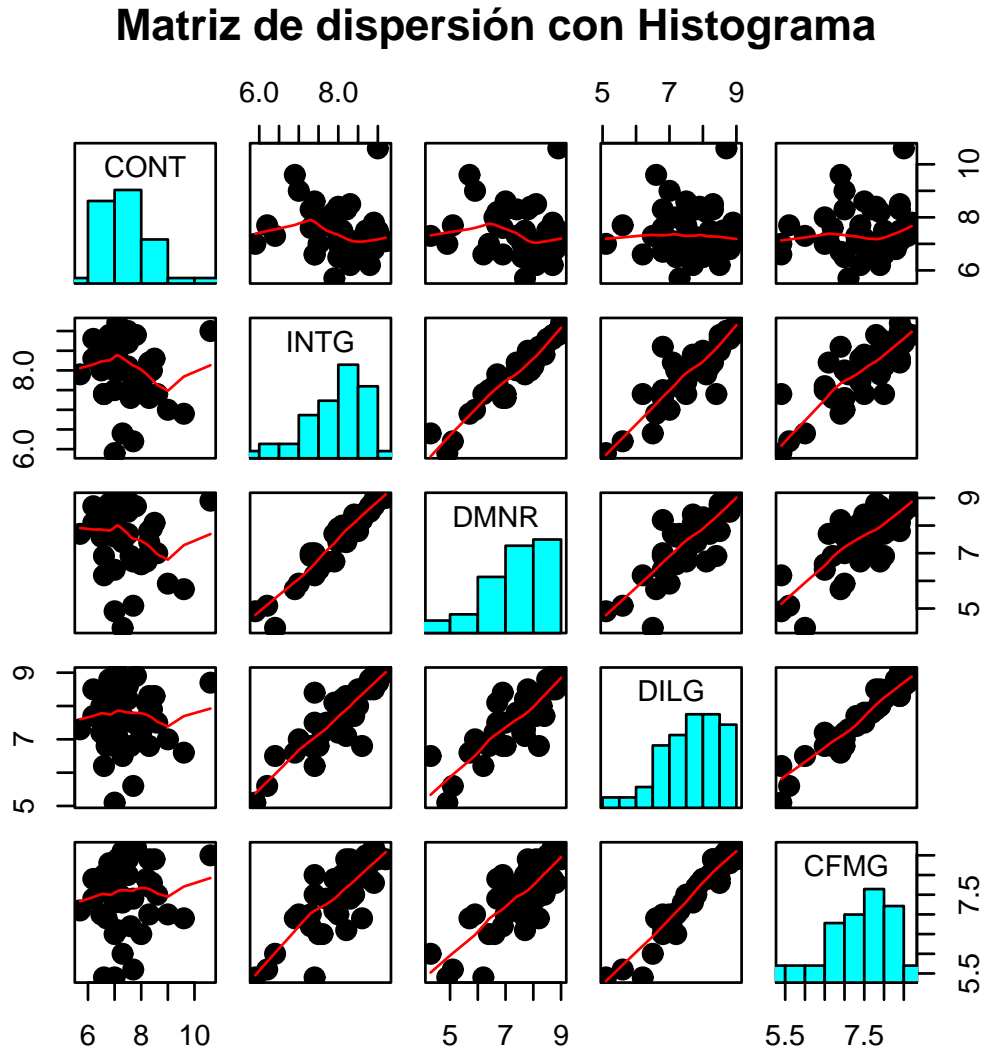 Matriz de dispersión con Histograma
6.0 8.0 5 7 9
CONT
6 8 10
INTG
6.0 8.0
DMNR
5 7 9
DILG
5 7 9
CFMG
5.5 7.5
6 8 10 5 7 9 5.5 7.5